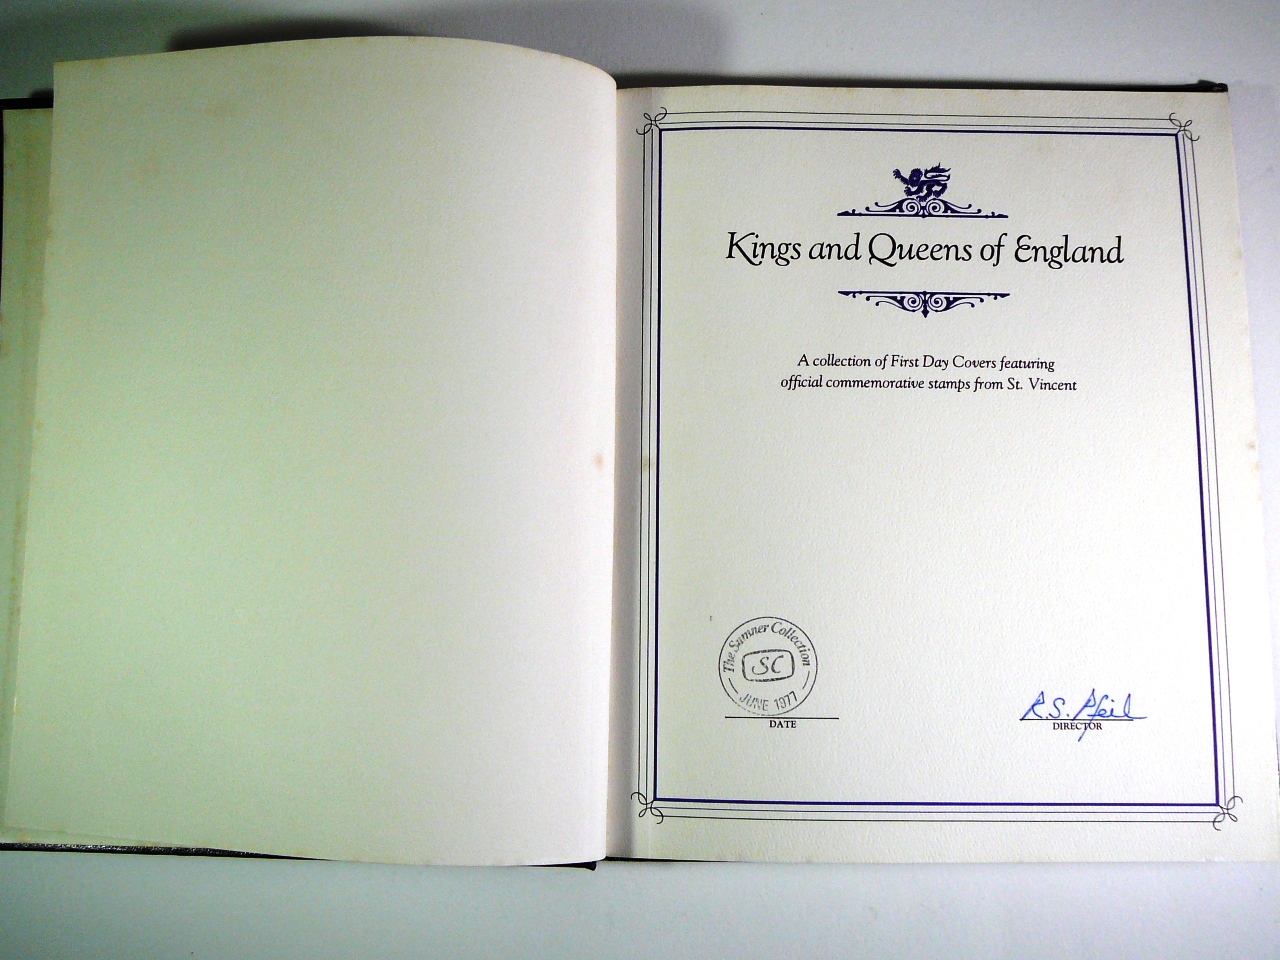 Kings and Queens of England
A collection of First Day Covers featuring
official commemorative stamps from St. Vincent
The Sumner Collection
SC
JUNE 1977
DATE
R.S. Pfeil
DIRECTOR